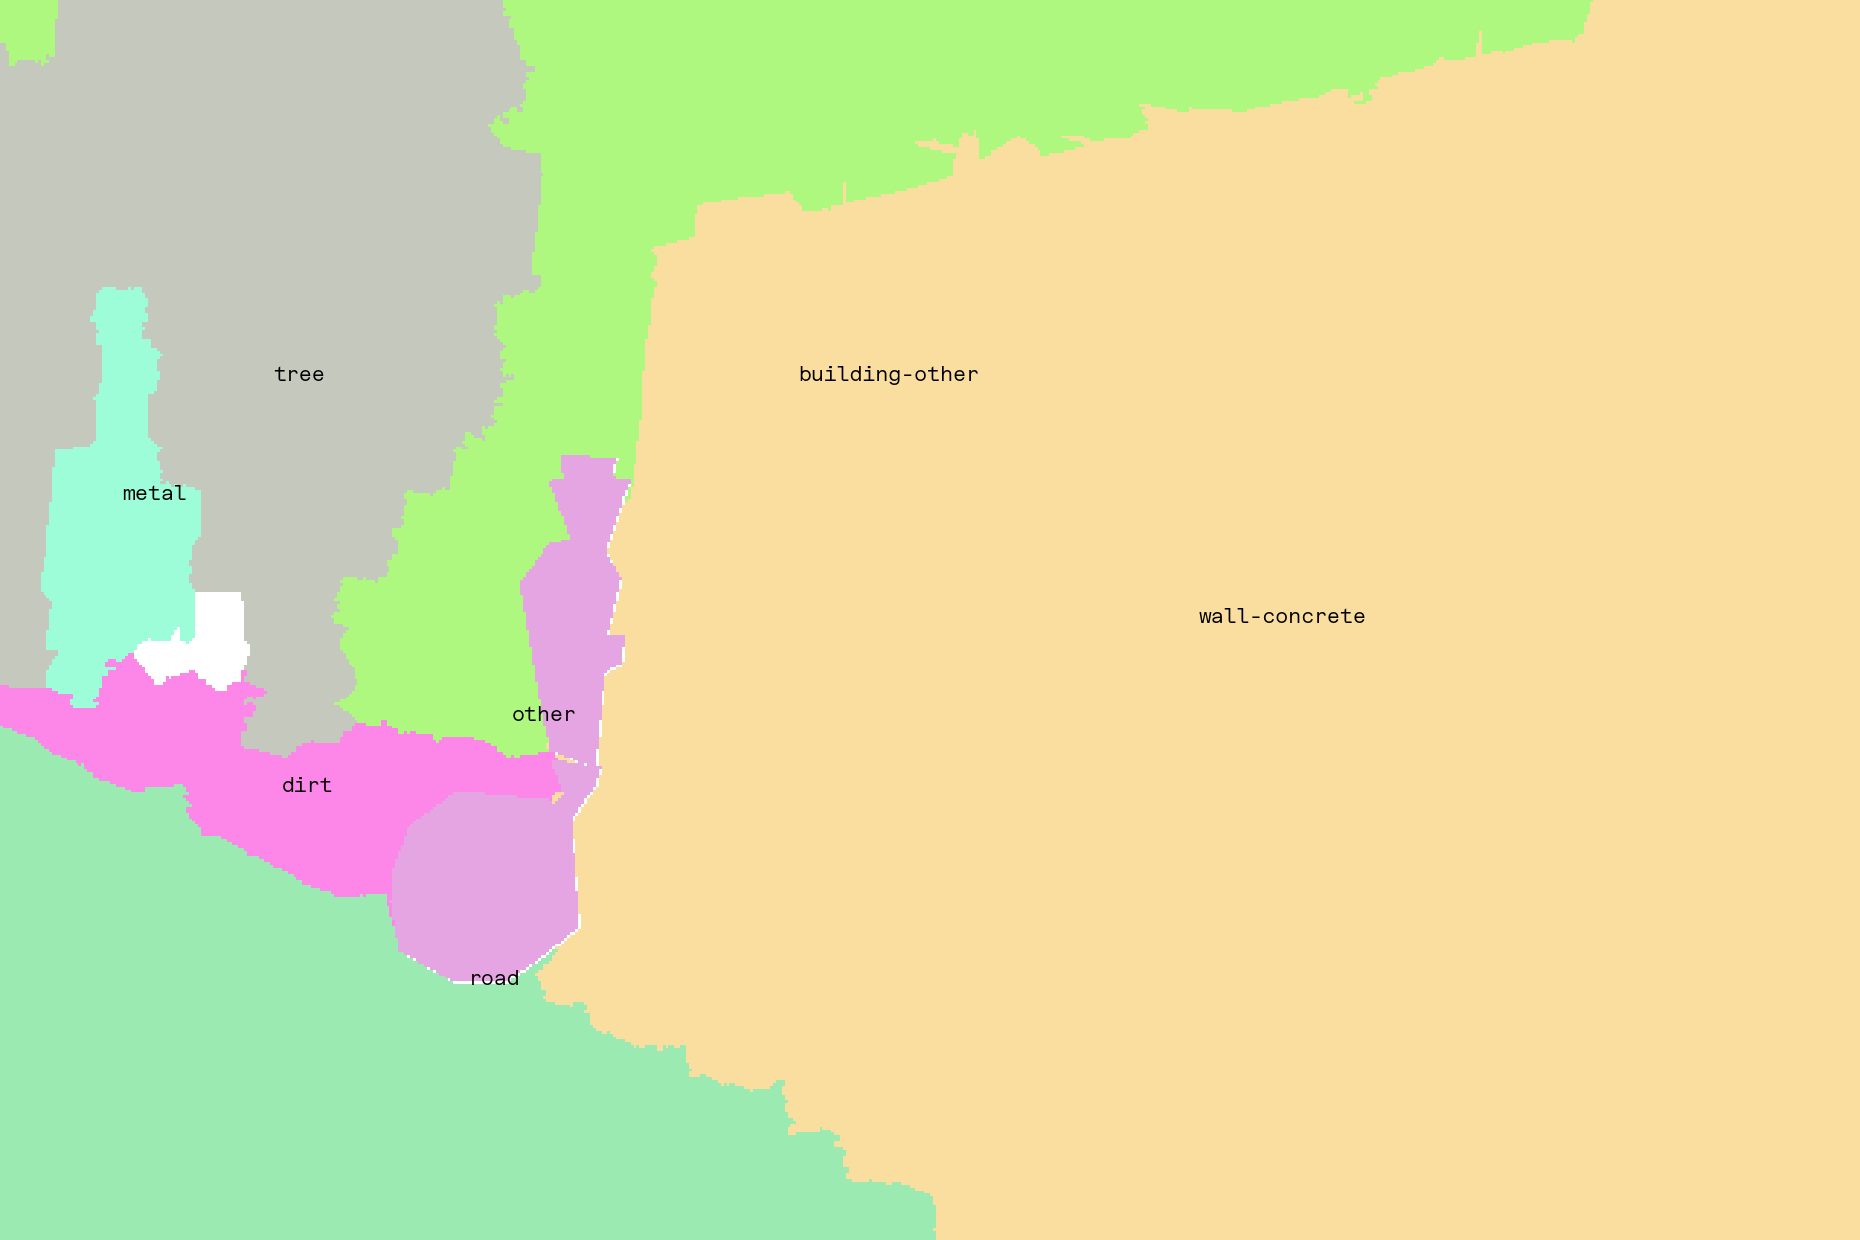 tree
building-other
metal
wall-concrete
other
dirt
road